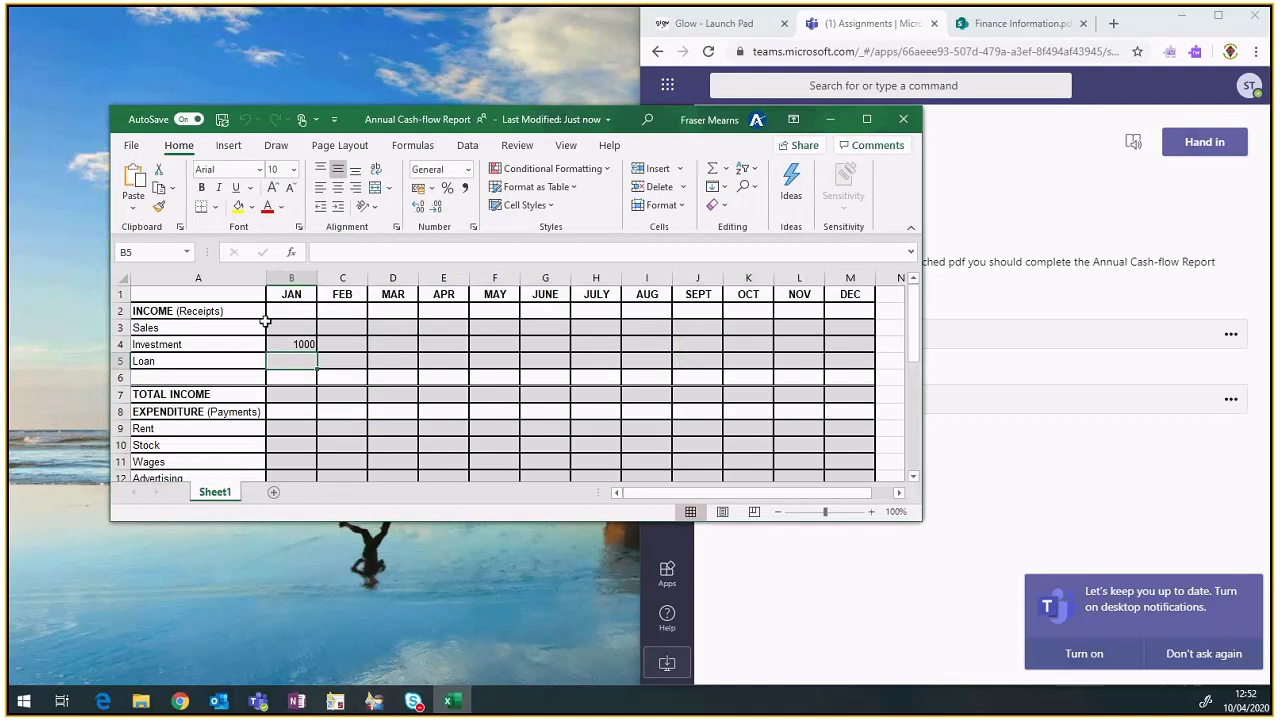 Glow - Launch Pad
(1) Assignments | Micr
Finance Information.pd
teams.microsoft.com/_#/apps/66aeee93-507d-479a-a3ef-8f494af43945/s...
Search for or type a command
ST
AutoSave On
Annual Cash-flow Report
- Last Modified: Just now
Fraser Mearns
File Home Insert Draw Page Layout Formulas Data Review View Help
Share Comments
Hand in
Paste
Arial 10
B I U
General
Conditional Formatting
Format as Table
Cell Styles
Insert
Delete
Format
Ideas
Sensitivity
Clipboard Font Alignment Number Styles Cells Editing Ideas Sensitivity
B5
fx
ched pdf you should complete the Annual Cash-flow Report
A B C D E F G H I J K L M N
1 JAN FEB MAR APR MAY JUNE JULY AUG SEPT OCT NOV DEC
2 INCOME (Receipts)
3 Sales
4 Investment 1000
5 Loan
6
7 TOTAL INCOME
8 EXPENDITURE (Payments)
9 Rent
10 Stock
11 Wages
12 Advertising
Sheet1
100%
Apps
Help
Let's keep you up to date. Turn
on desktop notifications.
Turn on Don't ask again
12:52
10/04/2020